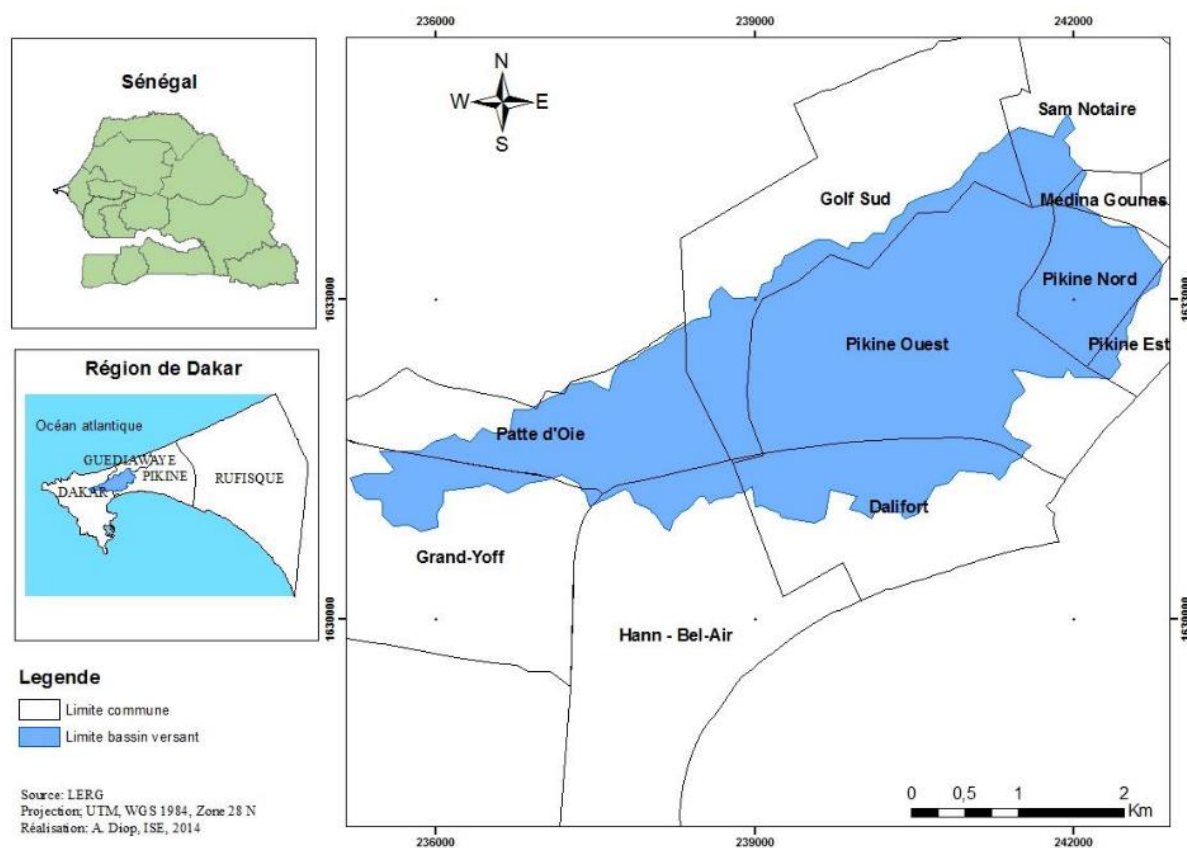 Sénégal
Région de Dakar
Océan atlantique
GUEDIAWAYE
DAKAR
PIKINE
RUFISQUE
Legende
Limite commune
Limite bassin versant
Source: LERG
Projection; UTM, WGS 1984, Zone 28 N
Réalisation: A. Diop, ISE, 2014
236000
239000
242000
N
W
E
S
Sam Notaire
Golf Sud
Medina Gounas
1633000
Pikine Nord
1633000
Pikine Ouest
Pikine Est
Patte d'Oie
Dalifort
Grand-Yoff
1630000
Hann - Bel-Air
1630000
0 0,5 1 2
Km
236000
239000
242000